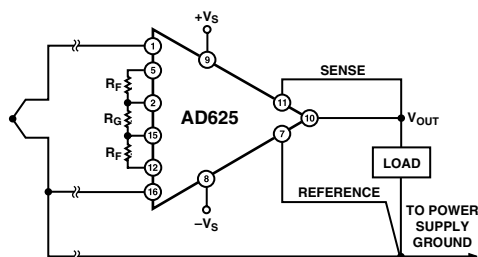 +VS
1
9
5
SENSE
RF
2
11
RG
AD625
10
VOUT
15
7
RF
LOAD
12
8
16
REFERENCE
–VS
TO POWER
SUPPLY
GROUND